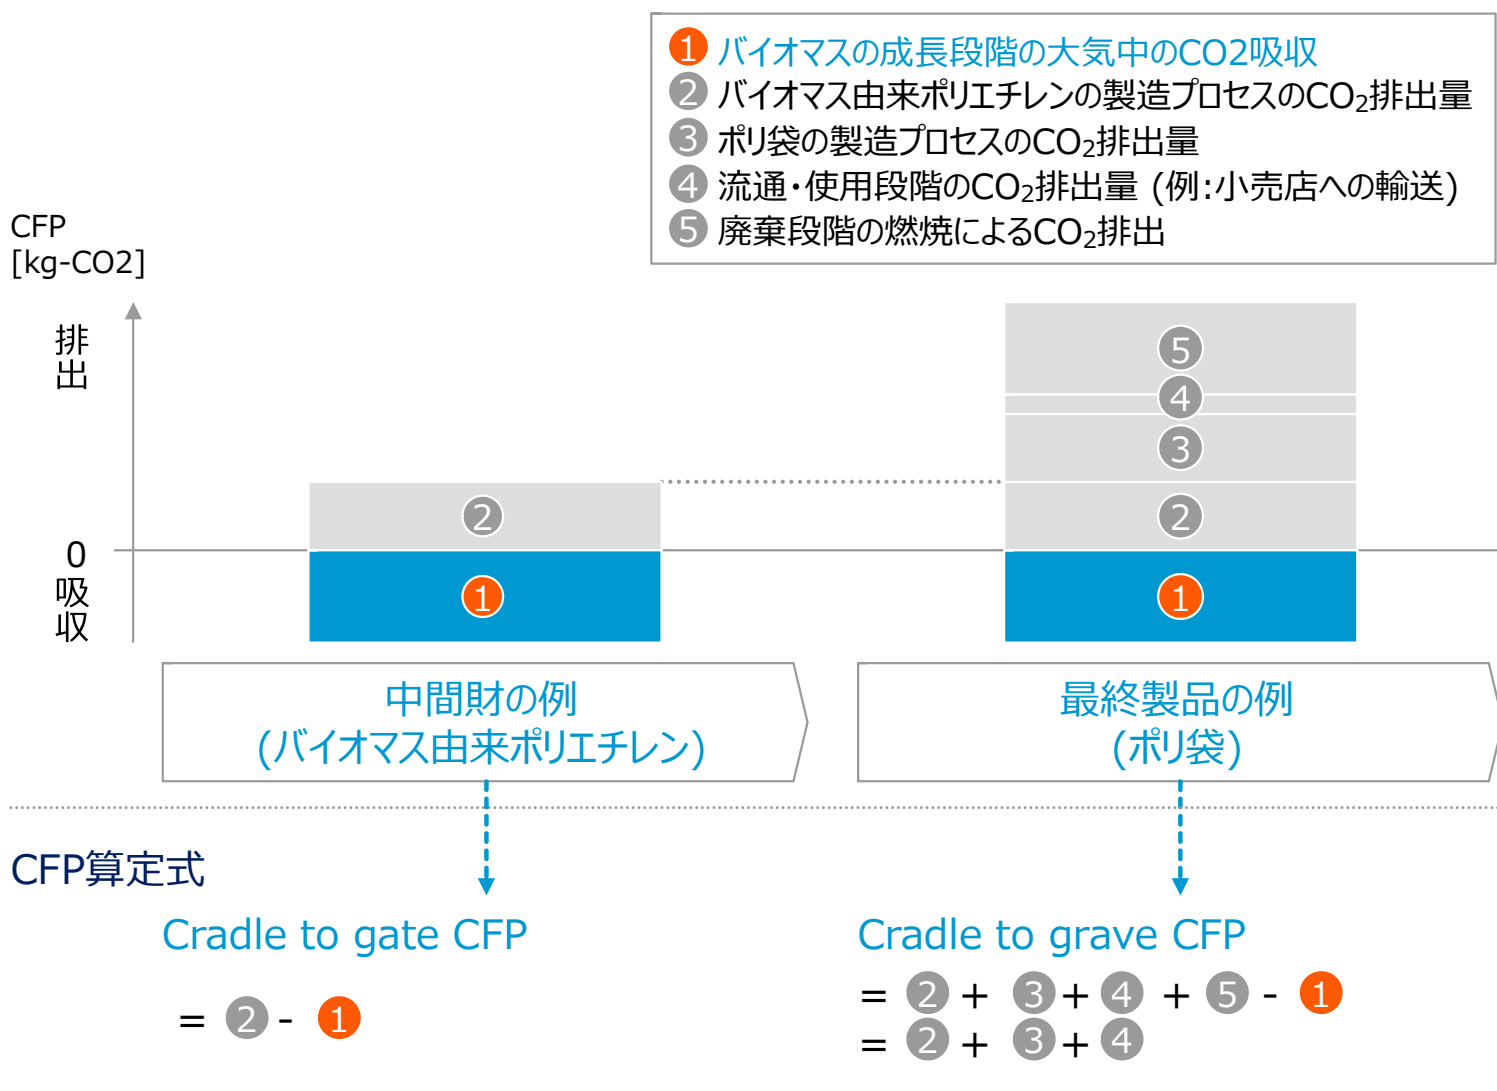 ① バイオマスの成長段階の大気中のCO2吸収
② バイオマス由来ポリエチレンの製造プロセスのCO₂排出量
③ ポリ袋の製造プロセスのCO₂排出量
④ 流通・使用段階のCO₂排出量 (例:小売店への輸送)
⑤ 廃棄段階の燃焼によるCO₂排出
CFP
[kg-CO2]
排出
0
吸収
②
①
⑤
④
③
②
①
中間財の例
(バイオマス由来ポリエチレン)
最終製品の例
(ポリ袋)
CFP算定式
Cradle to gate CFP
= ② - ①
Cradle to grave CFP
= ② + ③ + ④ + ⑤ - ①
= ② + ③ + ④